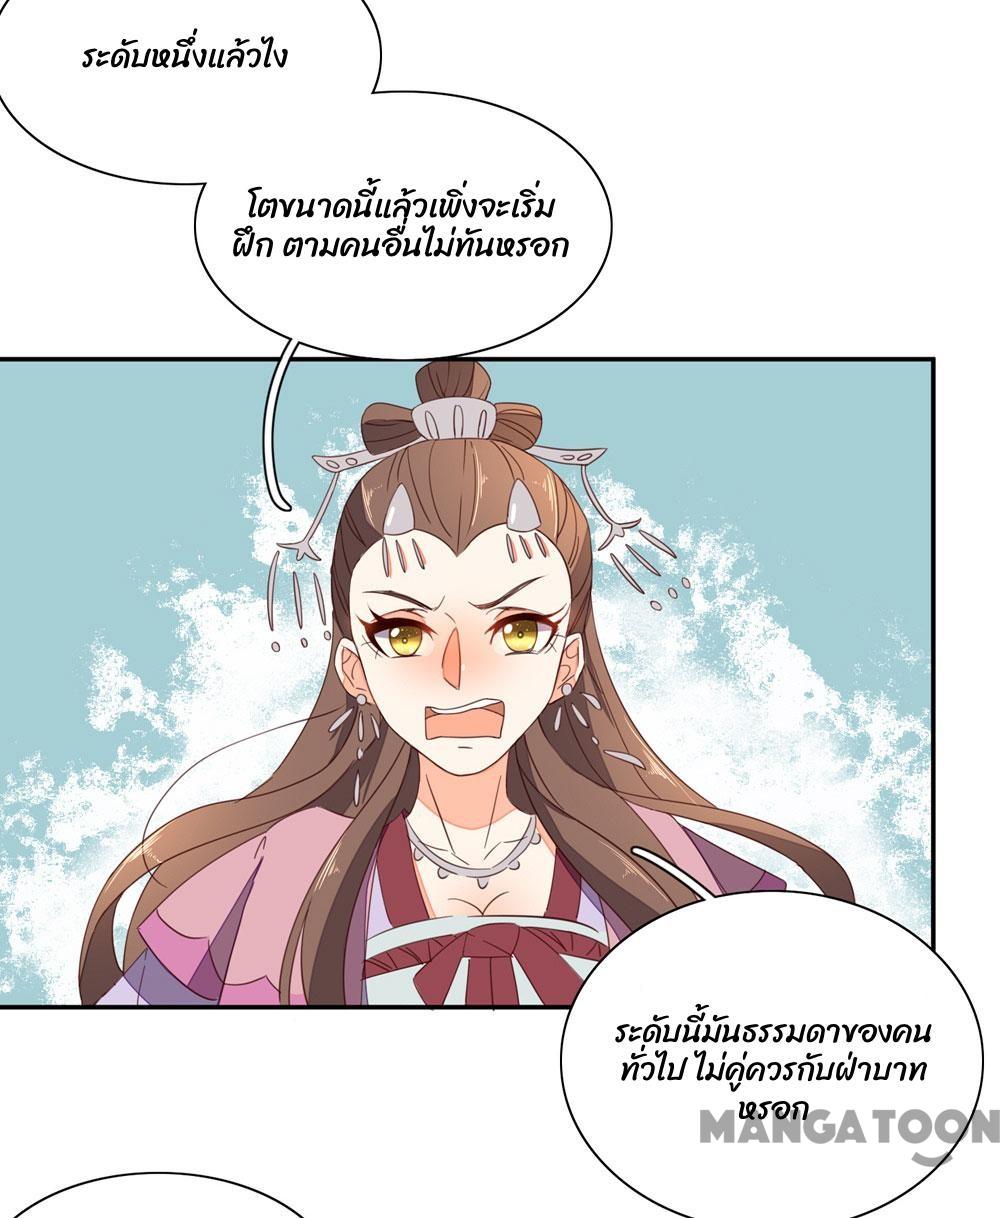 ระดับหนึ่งแล้วไง
โตขนาดนี้แล้วเพิ่งจะเริ่ม
ฝึก ตามคนอื่นไม่ทันหรอก
ระดับนี้มันธรรมดาของคน
ทั่วไป ไม่คู่ควรกับฝ่าบาท
หรอก
MANGATOON